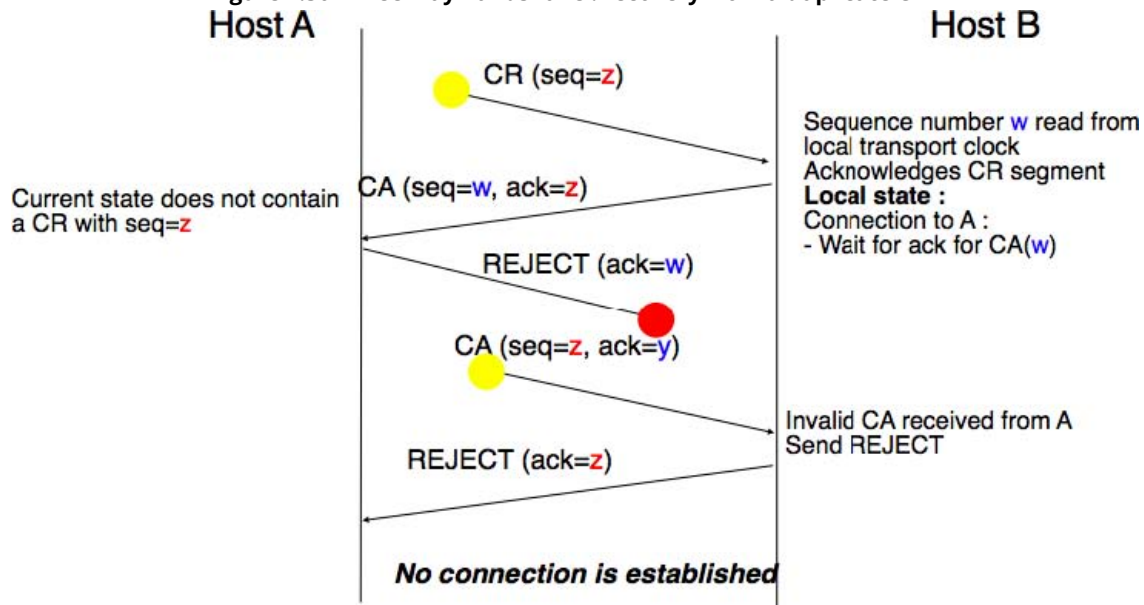 Host A
Host B
CR (seq=z)
Sequence number w read from
local transport clock
Acknowledges CR segment
Local state :
Connection to A :
- Wait for ack for CA(w)
CA (seq=w, ack=z)
Current state does not contain
a CR with seq=z
REJECT (ack=w)
CA (seq=z, ack=y)
Invalid CA received from A
Send REJECT
REJECT (ack=z)
No connection is established